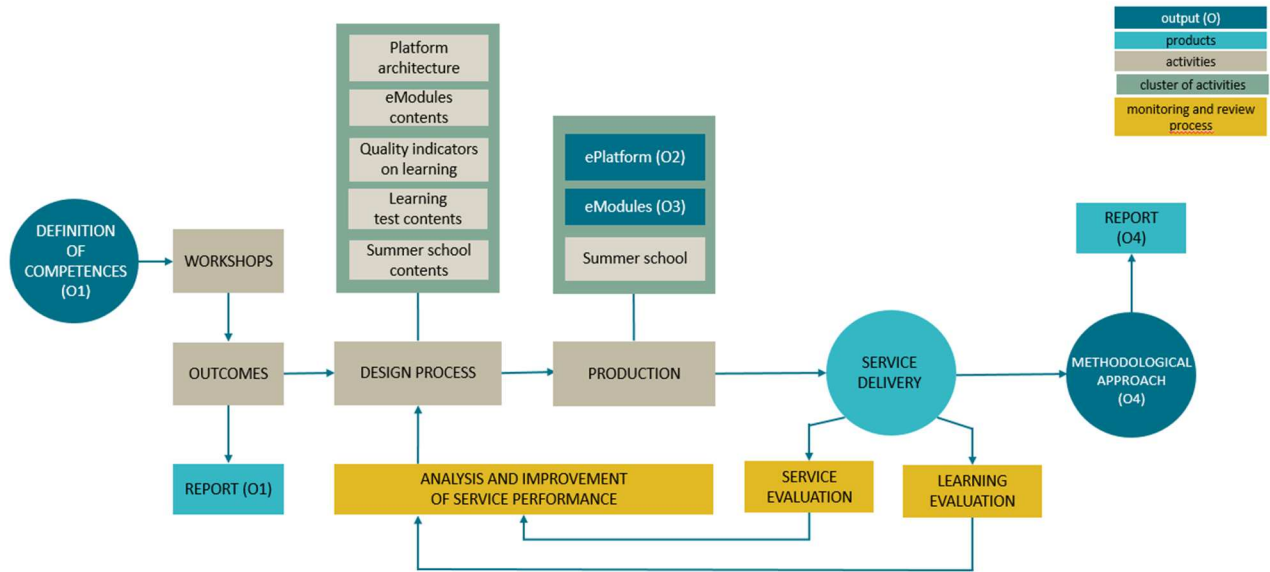 output (O)
products
activities
cluster of activities
monitoring and review
process
Platform
architecture
eModules
contents
Quality indicators
on learning
Learning
test contents
Summer school
contents
ePlatform (O2)
eModules (O3)
Summer school
DEFINITION
OF
COMPETENCES
(O1)
WORKSHOPS
OUTCOMES
REPORT (O1)
DESIGN PROCESS
PRODUCTION
SERVICE
DELIVERY
REPORT
(O4)
METHODOLOGICAL
APPROACH
(O4)
ANALYSIS AND IMPROVEMENT
OF SERVICE PERFORMANCE
SERVICE
EVALUATION
LEARNING
EVALUATION